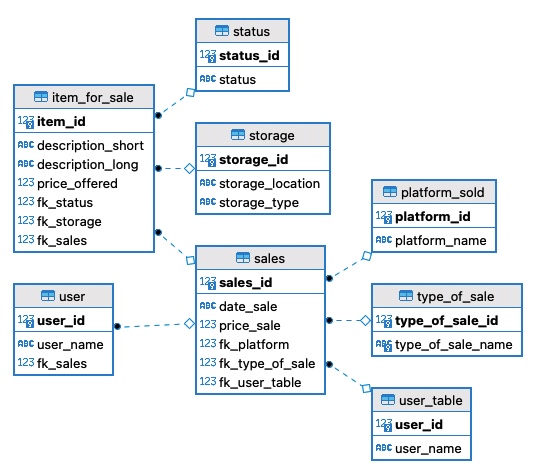 status
123 status_id
ABC status
item_for_sale
123 item_id
ABC description_short
ABC description_long
123 price_offered
123 fk_status
123 fk_storage
123 fk_sales
storage
123 storage_id
ABC storage_location
ABC storage_type
platform_sold
123 platform_id
ABC platform_name
sales
123 sales_id
ABC date_sale
123 price_sale
123 fk_platform
123 fk_type_of_sale
123 fk_user_table
user
123 user_id
ABC user_name
123 fk_sales
type_of_sale
123 type_of_sale_id
ABC type_of_sale_name
user_table
123 user_id
ABC user_name